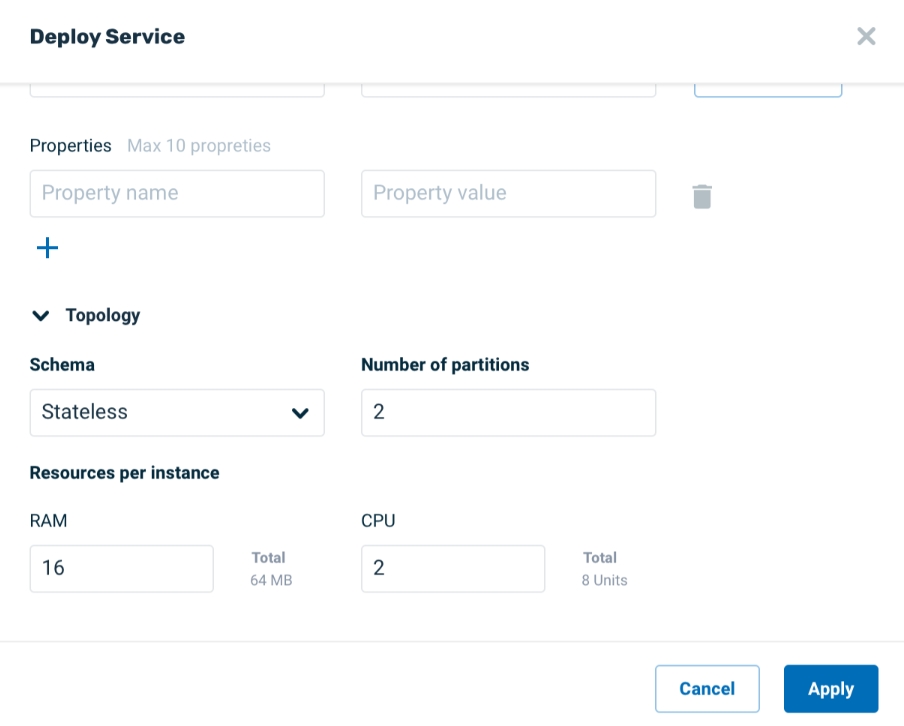 Deploy Service
Properties Max 10 propreties
Property name Property value
Topology
Schema Number of partitions
Stateless 2
Resources per instance
RAM CPU
16 Total 64 MB 2 Total 8 Units
Cancel Apply